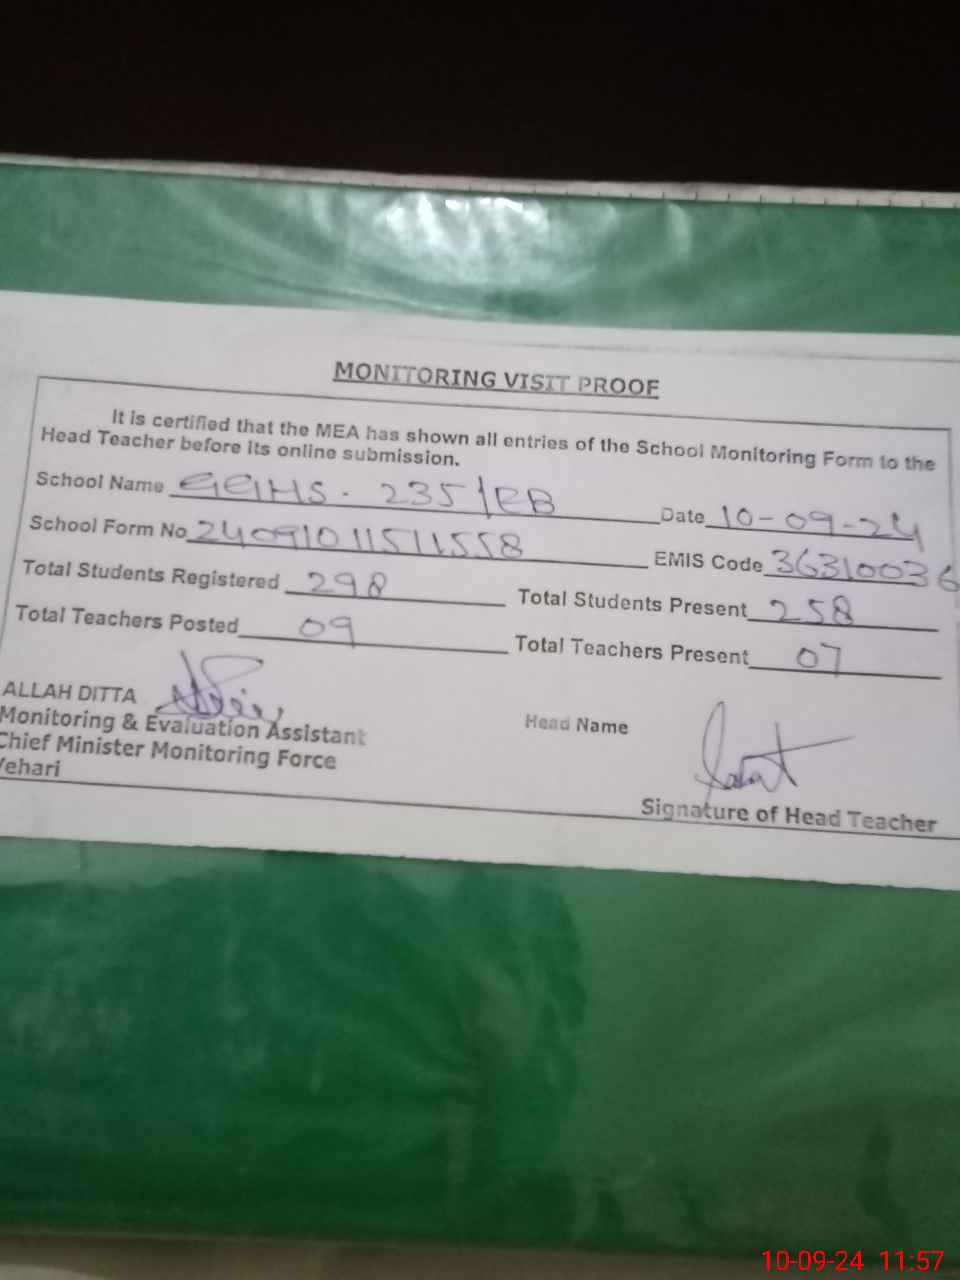 MONITORING VISIT PROOF
It is certified that the MEA has shown all entries of the School Monitoring Form to the
Head Teacher before its online submission.
School Name GGHS - 235/EB Date 10-09-24
School Form No 24091011511558 EMIS Code 36310036
Total Students Registered 298 Total Students Present 258
Total Teachers Posted 09 Total Teachers Present 07
ALLAH DITTA
Monitoring & Evaluation Assistant Head Name
Chief Minister Monitoring Force
Vehari
Signature of Head Teacher
10-09-24 11:57